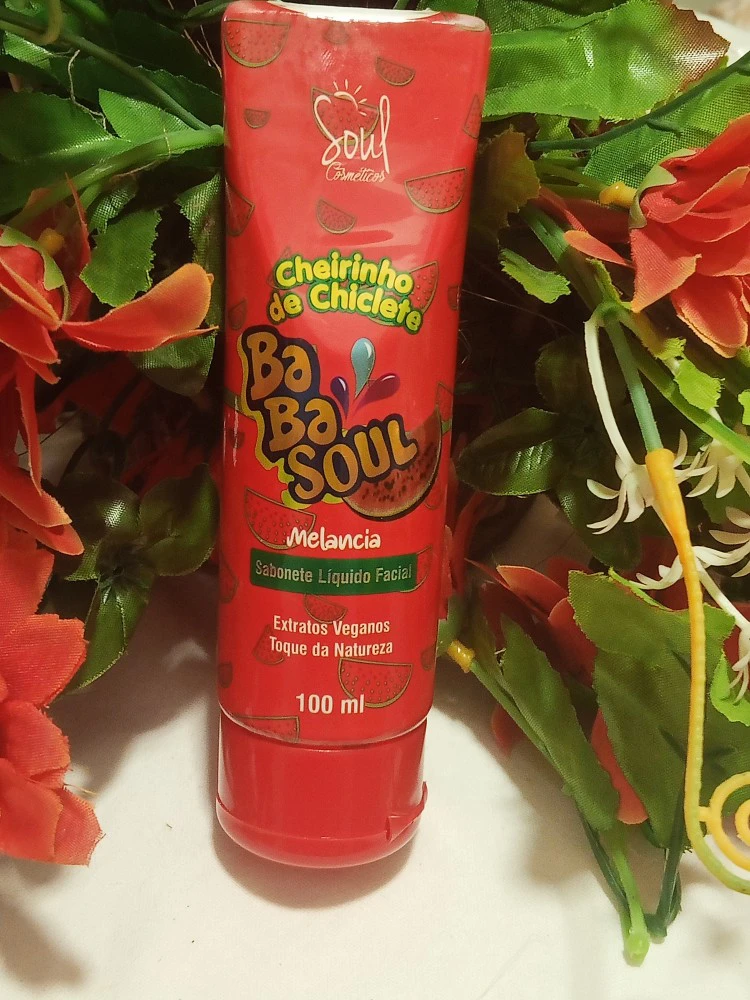 Soul
Cosméticos
Cheirinho
de Chiclete
Ba
Ba
SOUL
Melancia
Sabonete Líquido Facial
Extratos Veganos
Toque da Natureza
100 ml